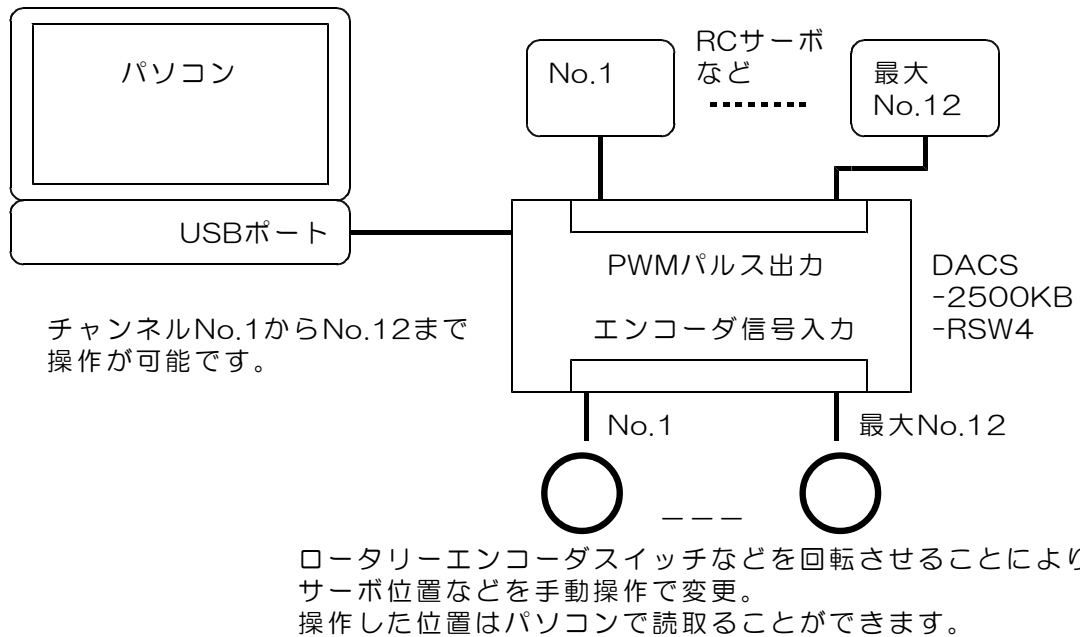 パソコン
USBポート
No.1
RCサーボ
など
最大
No.12
PWMパルス出力
エンコーダ信号入力
DACS
-2500KB
-RSW4
チャンネルNo.1からNo.12まで
操作が可能です。
No.1
最大No.12
ロータリーエンコーダスイッチなどを回転させることにより
サーボ位置などを手動操作で変更。
操作した位置はパソコンで読取ることができます。